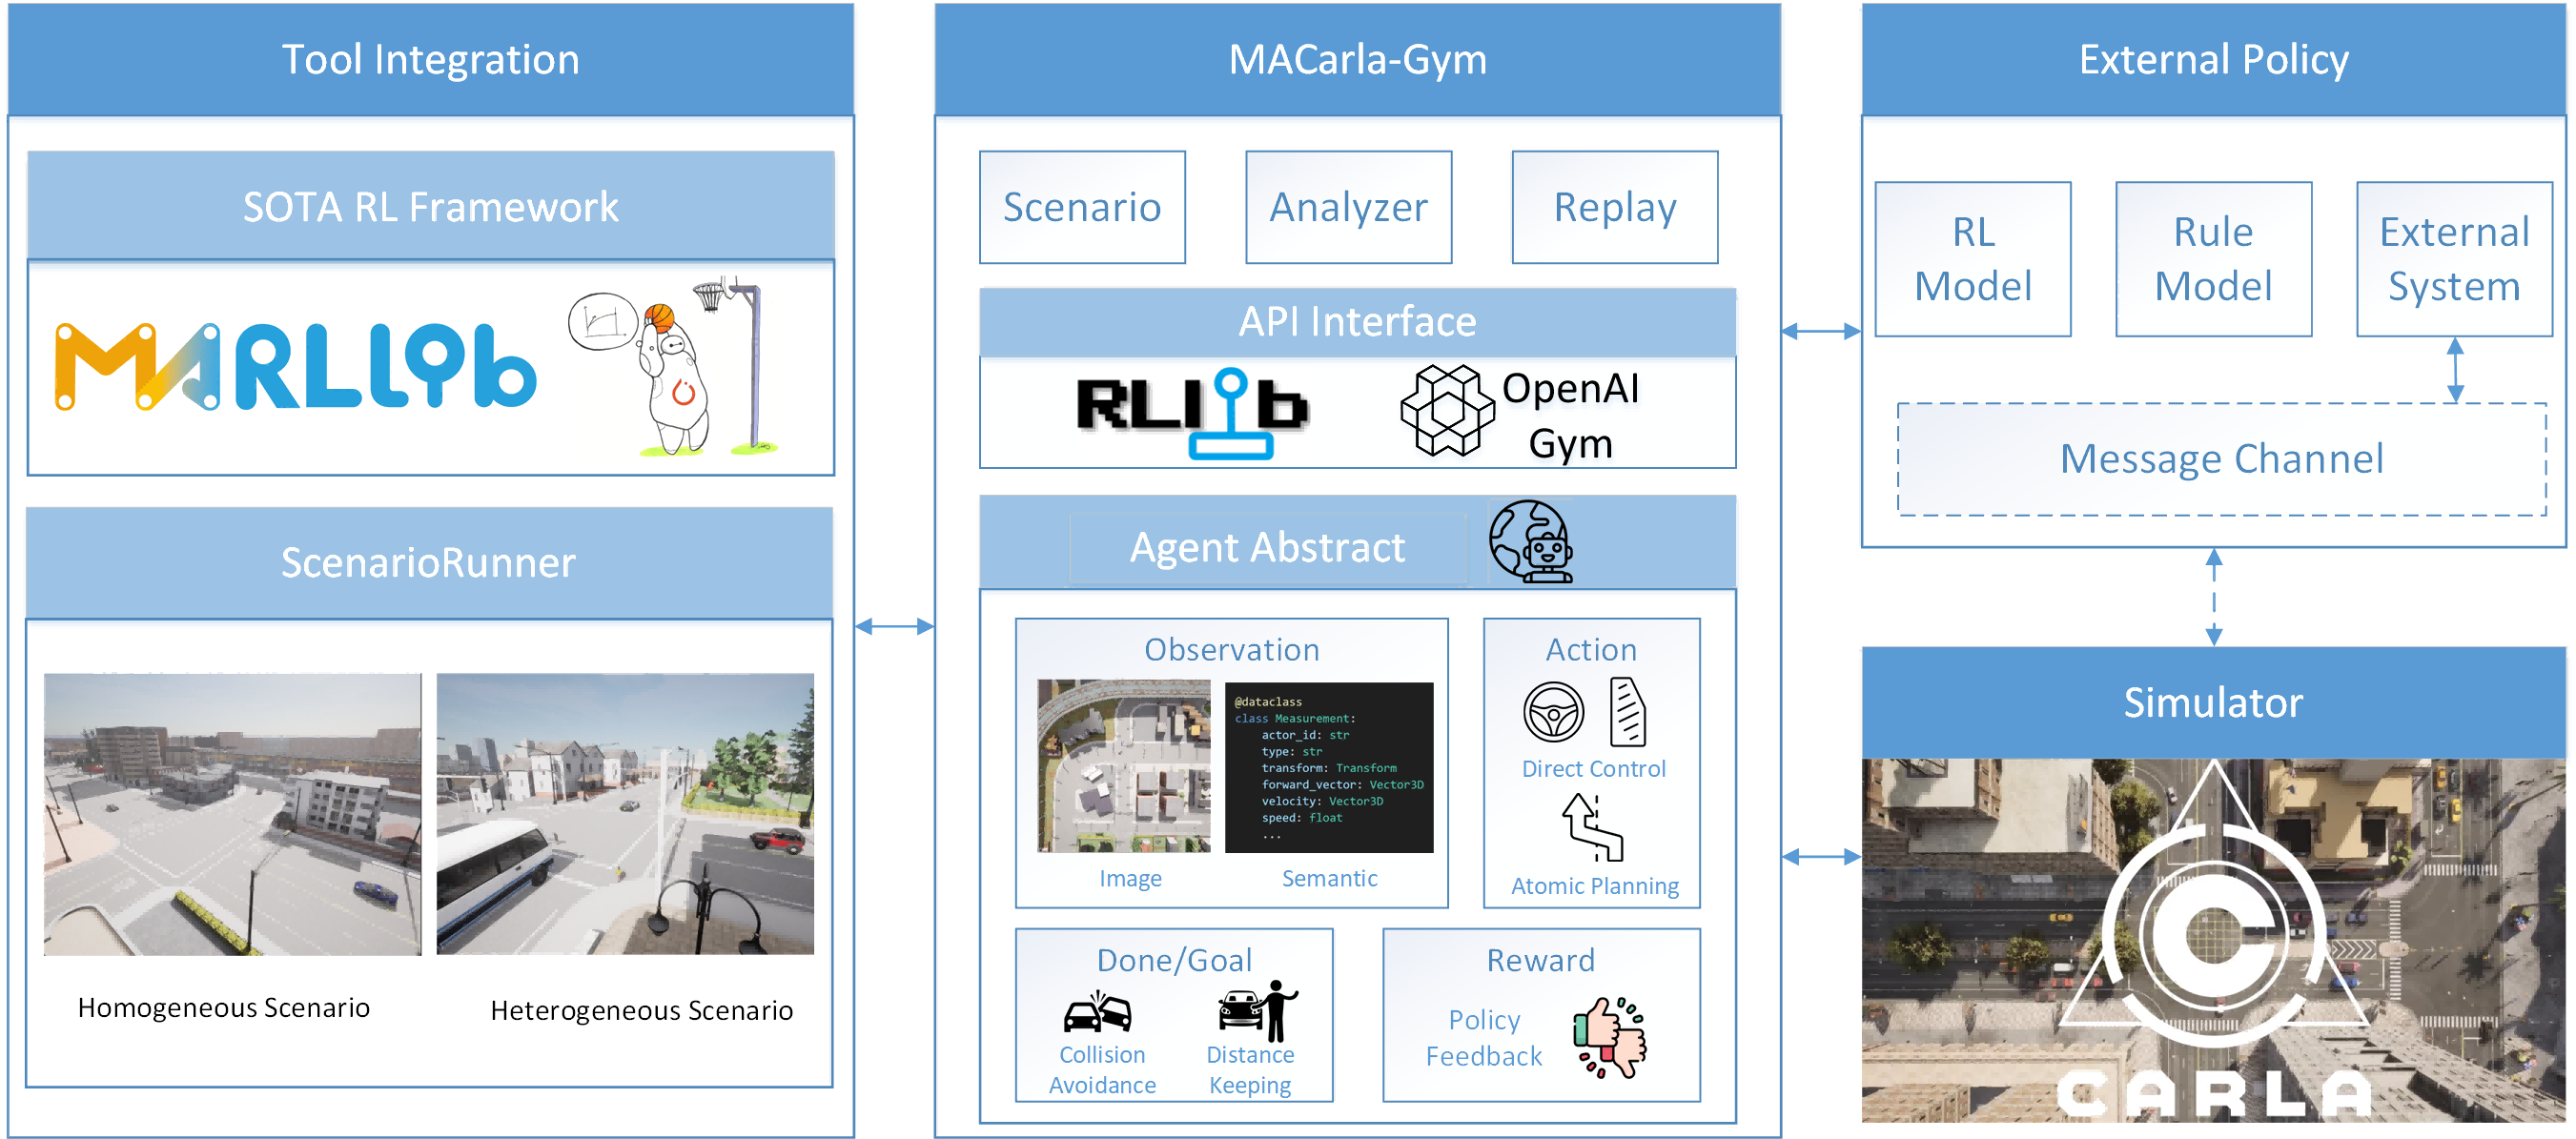 Tool Integration
SOTA RL Framework
MARLlib
ScenarioRunner
Homogeneous Scenario
Heterogeneous Scenario
MACarla-Gym
Scenario
Analyzer
Replay
API Interface
RLlib
OpenAI
Gym
Agent Abstract
Observation
@dataclass
class Measurement:
actor_id: str
type: str
transform: Transform
forward_vector: Vector3D
velocity: Vector3D
speed: float
...
Image
Semantic
Action
Direct Control
Atomic Planning
Done/Goal
Collision
Avoidance
Distance
Keeping
Reward
Policy
Feedback
External Policy
RL
Model
Rule
Model
External
System
Message Channel
Simulator
CARLA